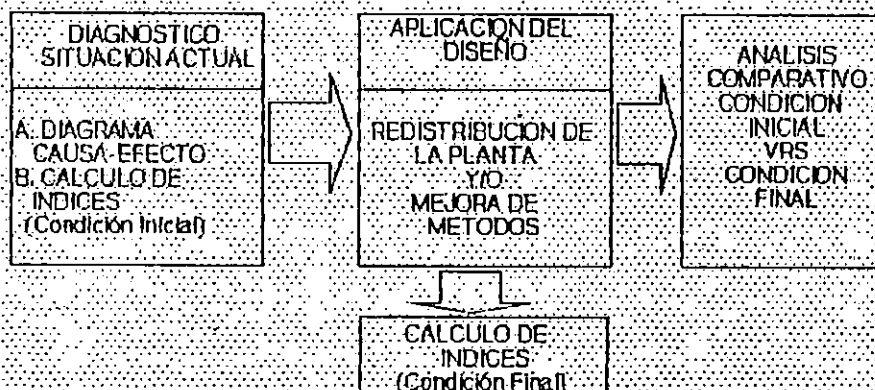 DIAGNOSTICO
SITUACION ACTUAL
A. DIAGRAMA
CAUSA-EFECTO
B. CALCULO DE
INDICES
(Condición Inicial)
APLICACION DEL
DISEÑO
REDISTRIBUCION DE
LA PLANTA
Y/O
MEJORA DE
METODOS
CALCULO DE
INDICES
(Condición Final)
ANALISIS
COMPARATIVO
CONDICION
INICIAL
VRS
CONDICION
FINAL